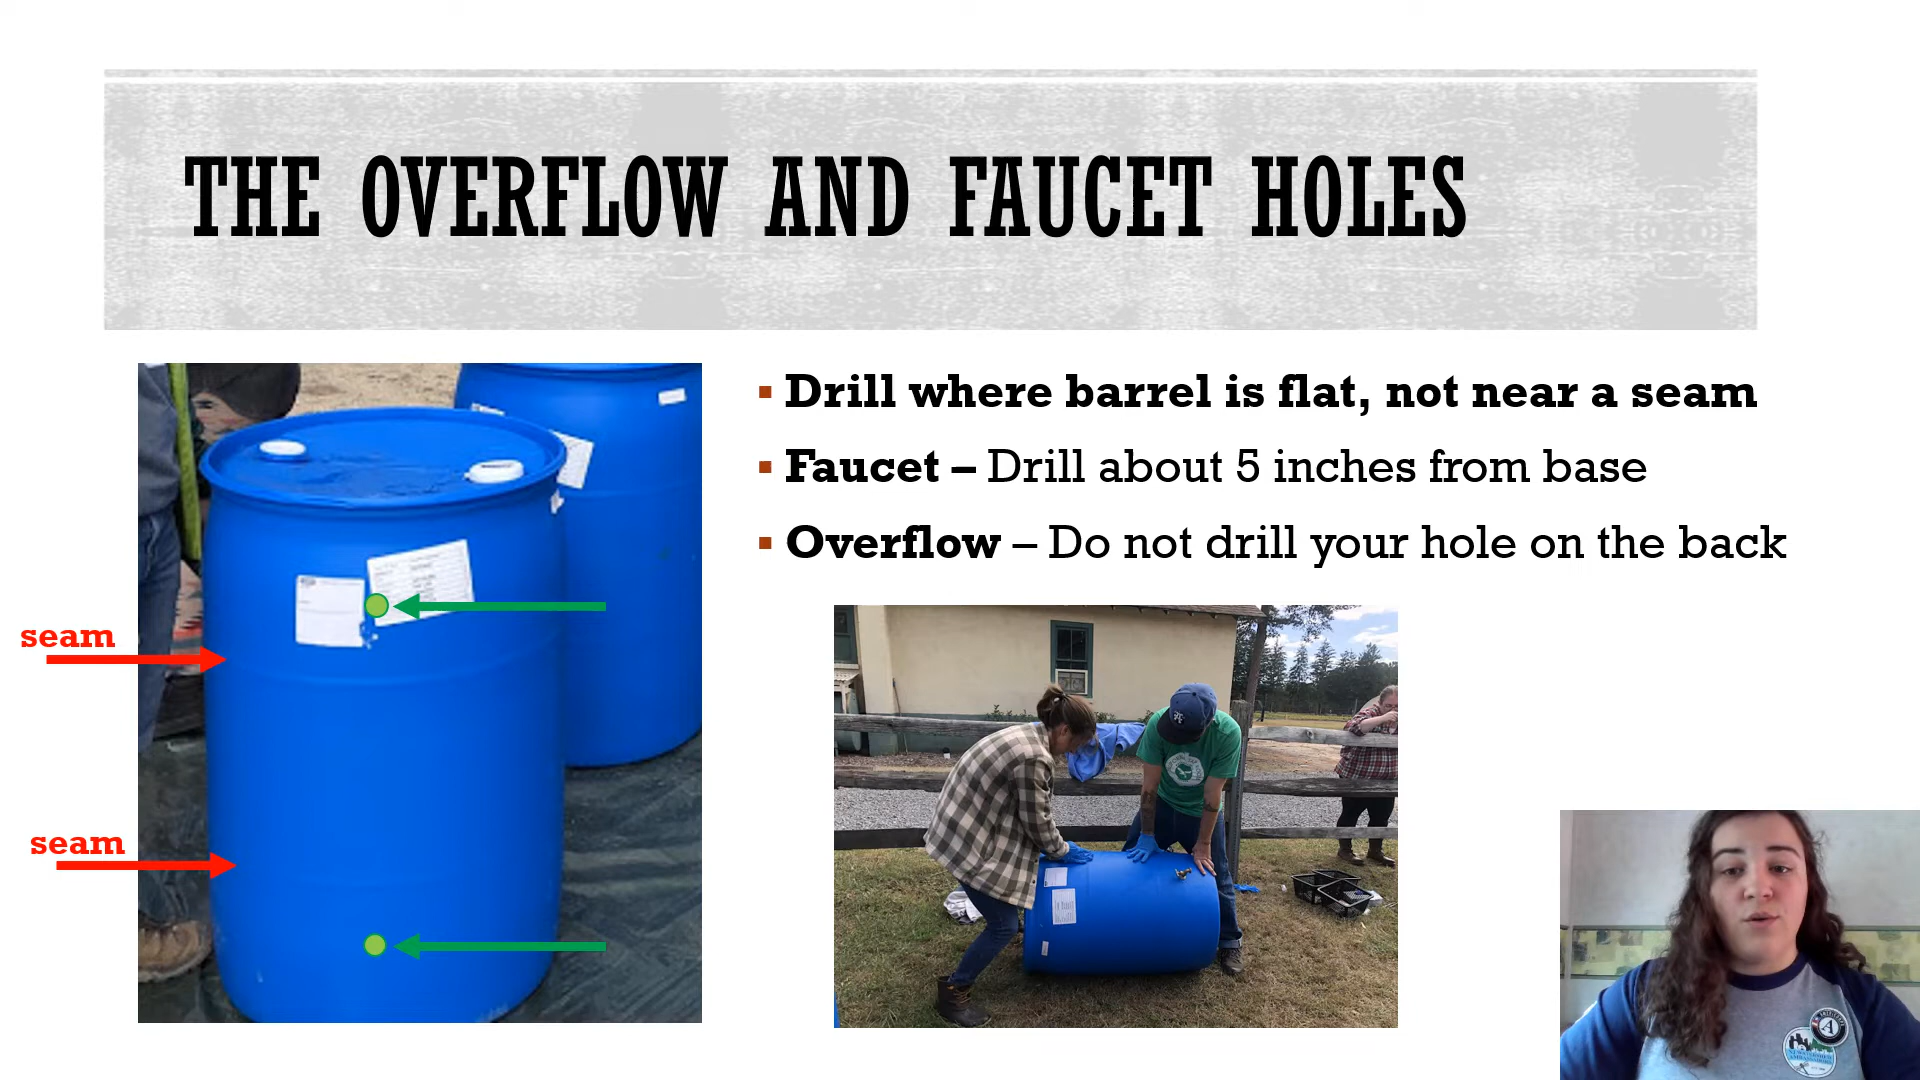 THE OVERFLOW AND FAUCET HOLES
▪ Drill where barrel is flat, not near a seam
▪ Faucet – Drill about 5 inches from base
▪ Overflow – Do not drill your hole on the back
seam
seam
A